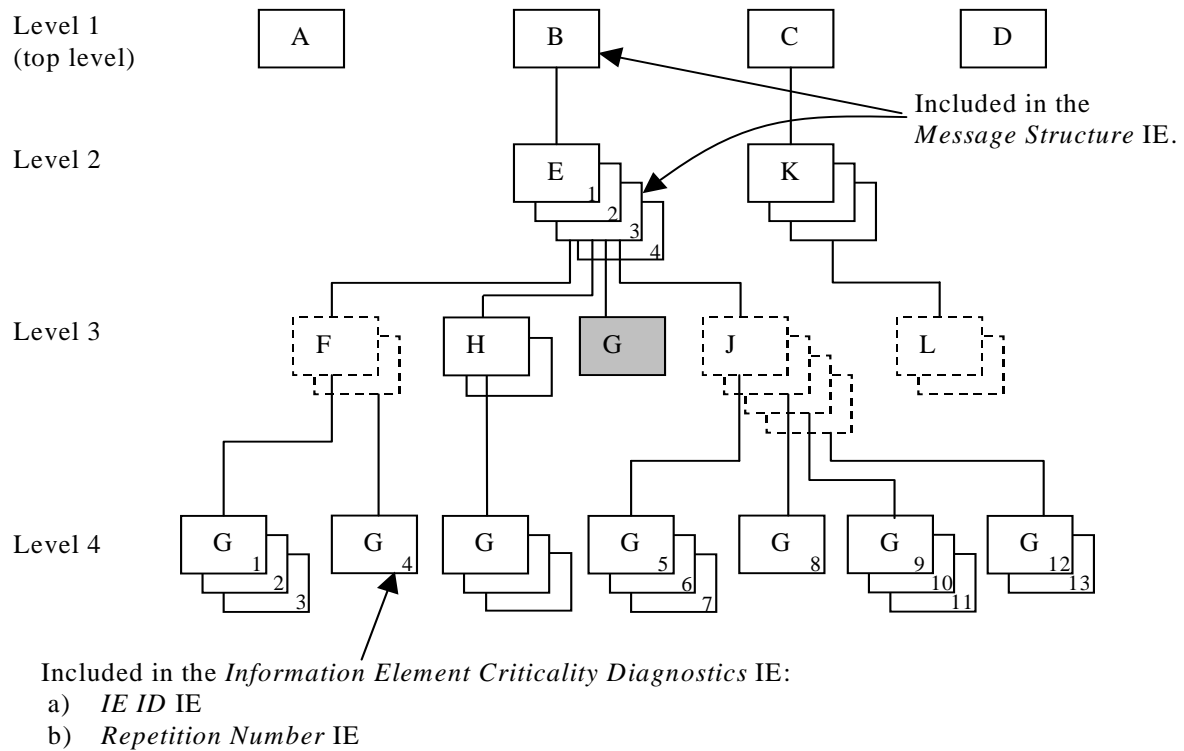 Level 1
(top level)
A
B
C
D
Included in the
Message Structure IE.
Level 2
E
1
2
3
4
K
Level 3
F
H
G
J
L
Level 4
G
1
2
3
G
4
G
G
5
6
7
G
8
G
9
10
11
G
12
13
Included in the Information Element Criticality Diagnostics IE:
a) IE ID IE
b) Repetition Number IE